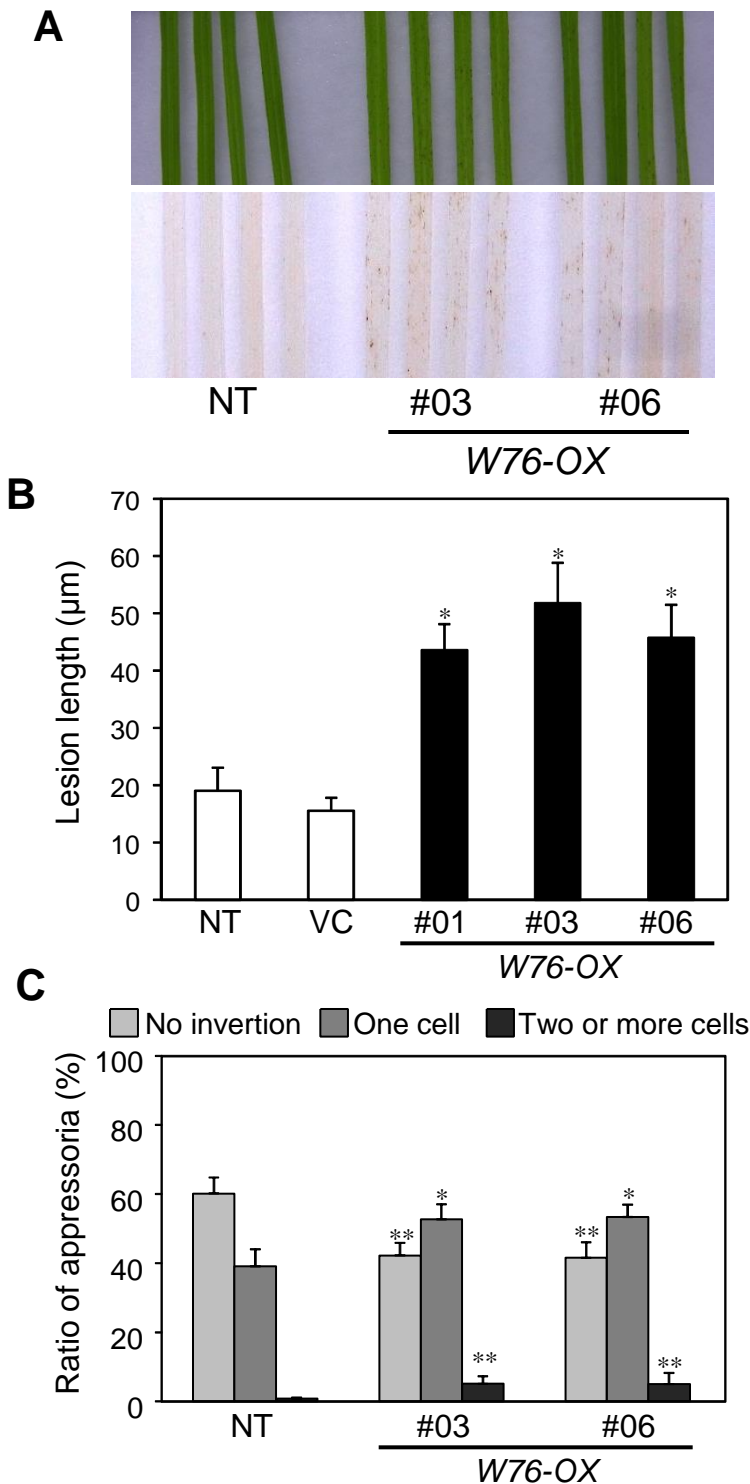 A
NT #03 #06
W76-OX
B
Lesion length (µm)
70
60
50
40
30
20
10
0
* * *
NT VC #01 #03 #06
W76-OX
C
No invertion One cell Two or more cells
Ratio of appressoria (%)
100
80
60
40
20
0
** * ** ** * **
NT #03 #06
W76-OX